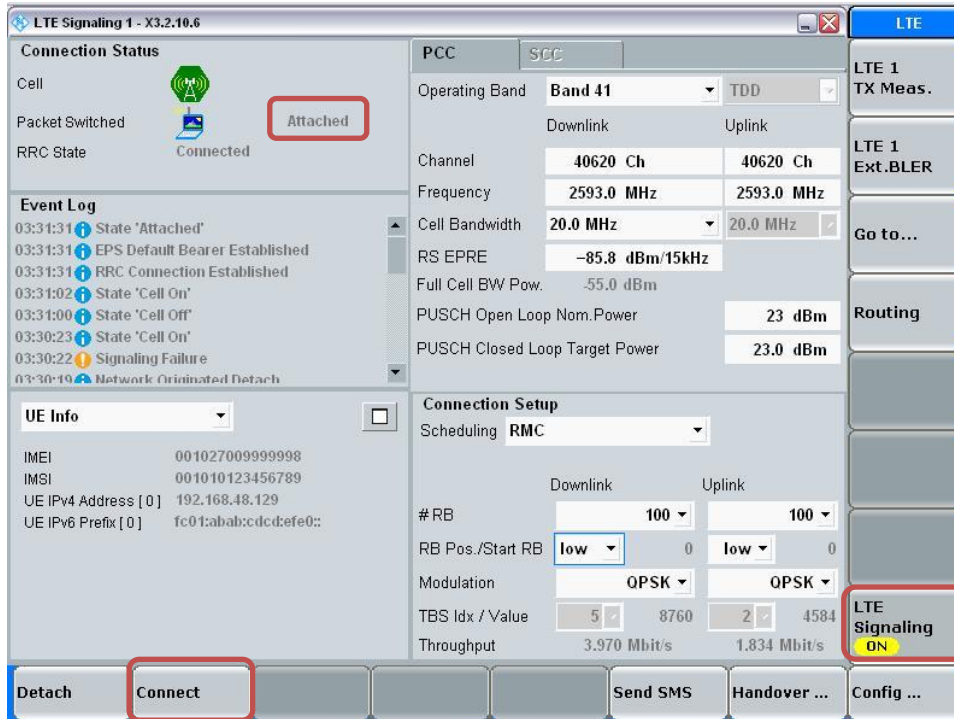 LTE Signaling 1 - X3.2.10.6
LTE
Connection Status
Cell
Packet Switched Attached
RRC State Connected
Event Log
03:31:31 State 'Attached'
03:31:31 EPS Default Bearer Established
03:31:31 RRC Connection Established
03:31:02 State 'Cell On'
03:31:00 State 'Cell Off'
03:30:23 State 'Cell On'
03:30:22 Signaling Failure
03:30:19 Network Originated Detach
UE Info
IMEI 001027009999998
IMSI 001010123456789
UE IPv4 Address [ 0 ] 192.168.48.129
UE IPv6 Prefix [ 0 ] fc01:abab:cdcd:efe0::
PCC SCC
Operating Band Band 41 TDD
Downlink Uplink
Channel 40620 Ch 40620 Ch
Frequency 2593.0 MHz 2593.0 MHz
Cell Bandwidth 20.0 MHz 20.0 MHz
RS EPRE -85.8 dBm/15kHz
Full Cell BW Pow. -55.0 dBm
PUSCH Open Loop Nom.Power 23 dBm
PUSCH Closed Loop Target Power 23.0 dBm
Connection Setup
Scheduling RMC
Downlink Uplink
# RB 100 100
RB Pos./Start RB low 0 low 0
Modulation QPSK QPSK
TBS Idx / Value 5 8760 2 4584
Throughput 3.970 Mbit/s 1.834 Mbit/s
LTE 1
TX Meas.
LTE 1
Ext.BLER
Go to...
Routing
LTE
Signaling
ON
Detach Connect Send SMS Handover ... Config ...